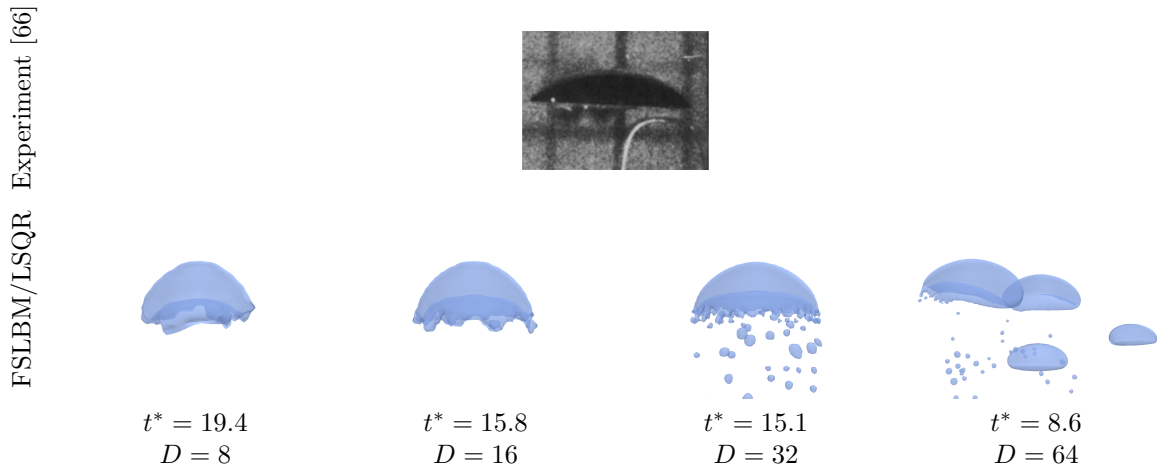 Experiment [66]
FSLBM/LSQR
t* = 19.4
D = 8
t* = 15.8
D = 16
t* = 15.1
D = 32
t* = 8.6
D = 64